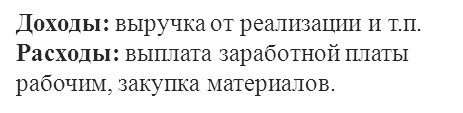 Доходы: выручка от реализации и т.п.
Расходы: выплата заработной платы
рабочим, закупка материалов.